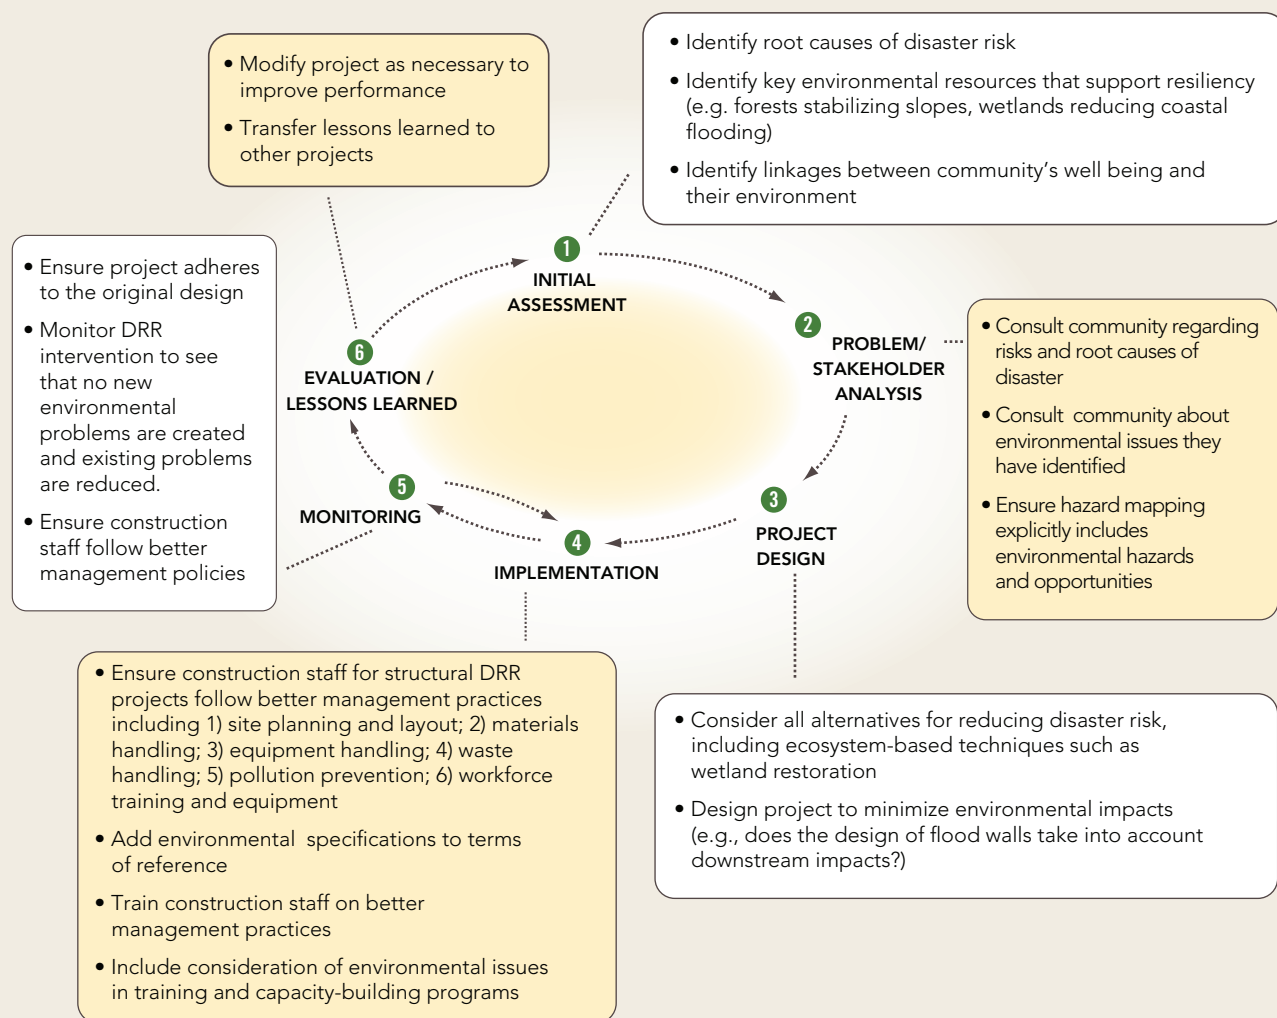 • Modify project as necessary to
improve performance
• Transfer lessons learned to
other projects
• Identify root causes of disaster risk
• Identify key environmental resources that support resiliency
(e.g. forests stabilizing slopes, wetlands reducing coastal
flooding)
• Identify linkages between community's well being and
their environment
1
INITIAL
ASSESSMENT
2
PROBLEM/
STAKEHOLDER
ANALYSIS
• Consult community regarding
risks and root causes of
disaster
• Consult community about
environmental issues they
have identified
• Ensure hazard mapping
explicitly includes
environmental hazards
and opportunities
3
PROJECT
DESIGN
• Consider all alternatives for reducing disaster risk,
including ecosystem-based techniques such as
wetland restoration
• Design project to minimize environmental impacts
(e.g., does the design of flood walls take into account
downstream impacts?)
4
IMPLEMENTATION
• Ensure construction staff for structural DRR
projects follow better management practices
including 1) site planning and layout; 2) materials
handling; 3) equipment handling; 4) waste
handling; 5) pollution prevention; 6) workforce
training and equipment
• Add environmental specifications to terms
of reference
• Train construction staff on better
management practices
• Include consideration of environmental issues
in training and capacity-building programs
5
MONITORING
• Ensure project adheres
to the original design
• Monitor DRR
intervention to see
that no new
environmental
problems are created
and existing problems
are reduced.
• Ensure construction
staff follow better
management policies
6
EVALUATION /
LESSONS LEARNED